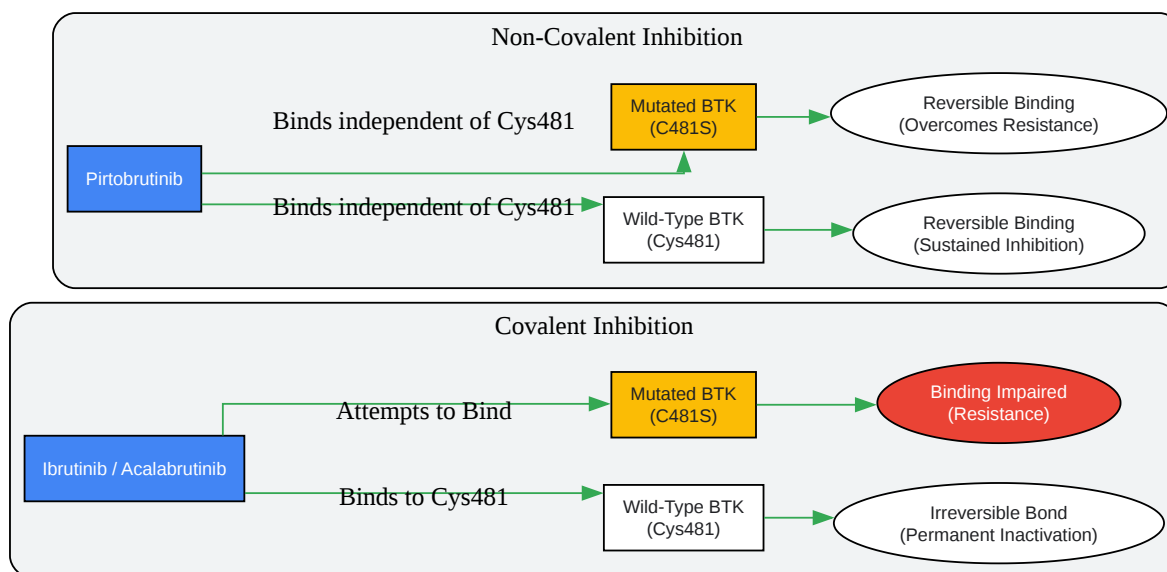 Non-Covalent Inhibition
Binds independent of Cys481
Mutated BTK
(C481S)
Reversible Binding
(Overcomes Resistance)
Pirtobrutinib
Binds independent of Cys481
Wild-Type BTK
(Cys481)
Reversible Binding
(Sustained Inhibition)
Covalent Inhibition
Attempts to Bind
Mutated BTK
(C481S)
Binding Impaired
(Resistance)
Ibrutinib / Acalabrutinib
Binds to Cys481
Wild-Type BTK
(Cys481)
Irreversible Bond
(Permanent Inactivation)